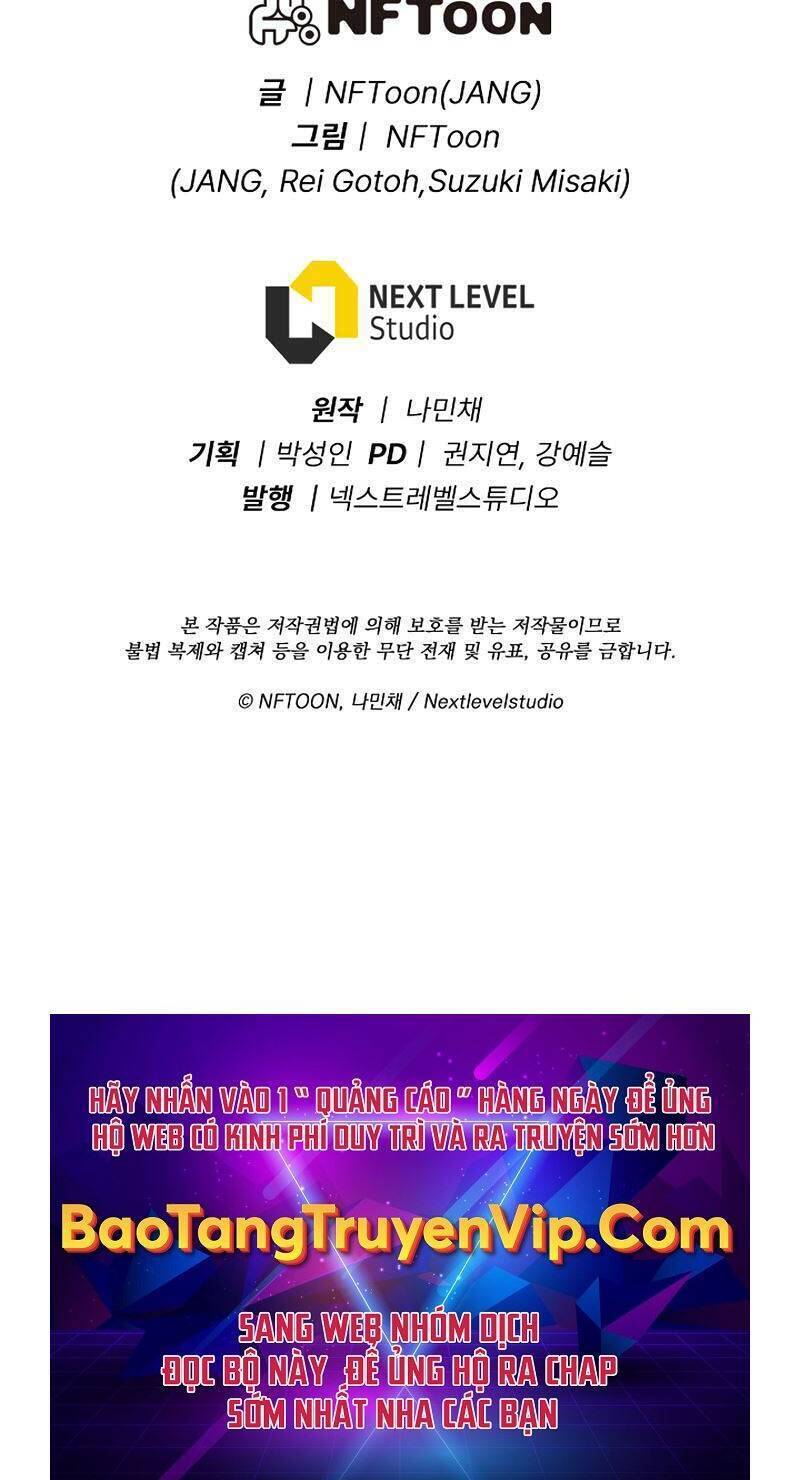 NFTOON
글 | NFToon(JANG)
그림 | NFToon
(JANG, Rei Gotoh,Suzuki Misaki)
NEXT LEVEL
Studio
원작 | 나민채
기획 | 박성인 PD | 권지연, 강예슬
발행 | 넥스트레벨스튜디오
본 작품은 저작권법에 의해 보호를 받는 저작물이므로
불법 복제와 캡쳐 등을 이용한 무단 전재 및 유포, 공유를 금합니다.
© NFTOON, 나민채 / Nextlevelstudio
HÃY NHẤN VÀO 1 “ QUẢNG CÁO ” HÀNG NGÀY ĐỂ ỦNG
HỘ WEB CÓ KINH PHÍ DUY TRÌ VÀ RA TRUYỆN SỚM HƠN
BaoTangTruyenVip.Com
SANG WEB NHÓM DỊCH
ĐỌC BỘ NÀY ĐỂ ỦNG HỘ RA CHAP
SỚM NHẤT NHA CÁC BẠN